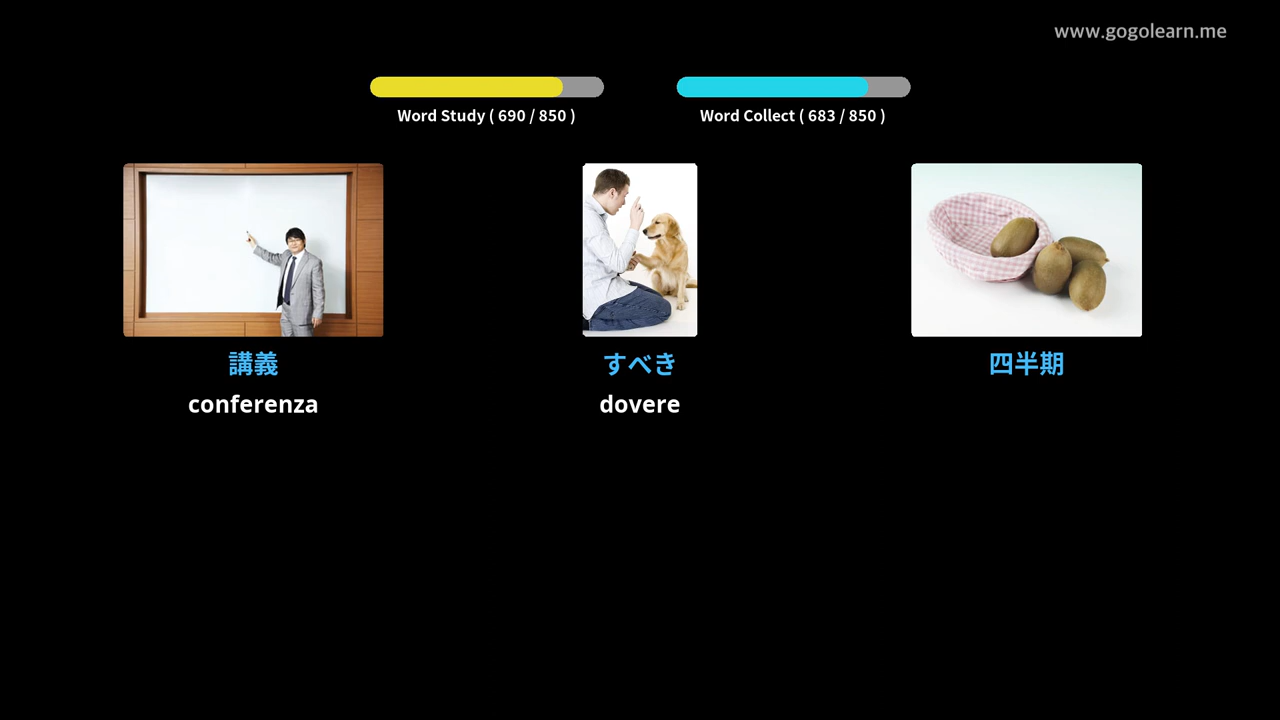 www.gogolearn.me
Word Study ( 690 / 850 )
Word Collect ( 683 / 850 )
講義
すべき
四半期
conferenza
dovere